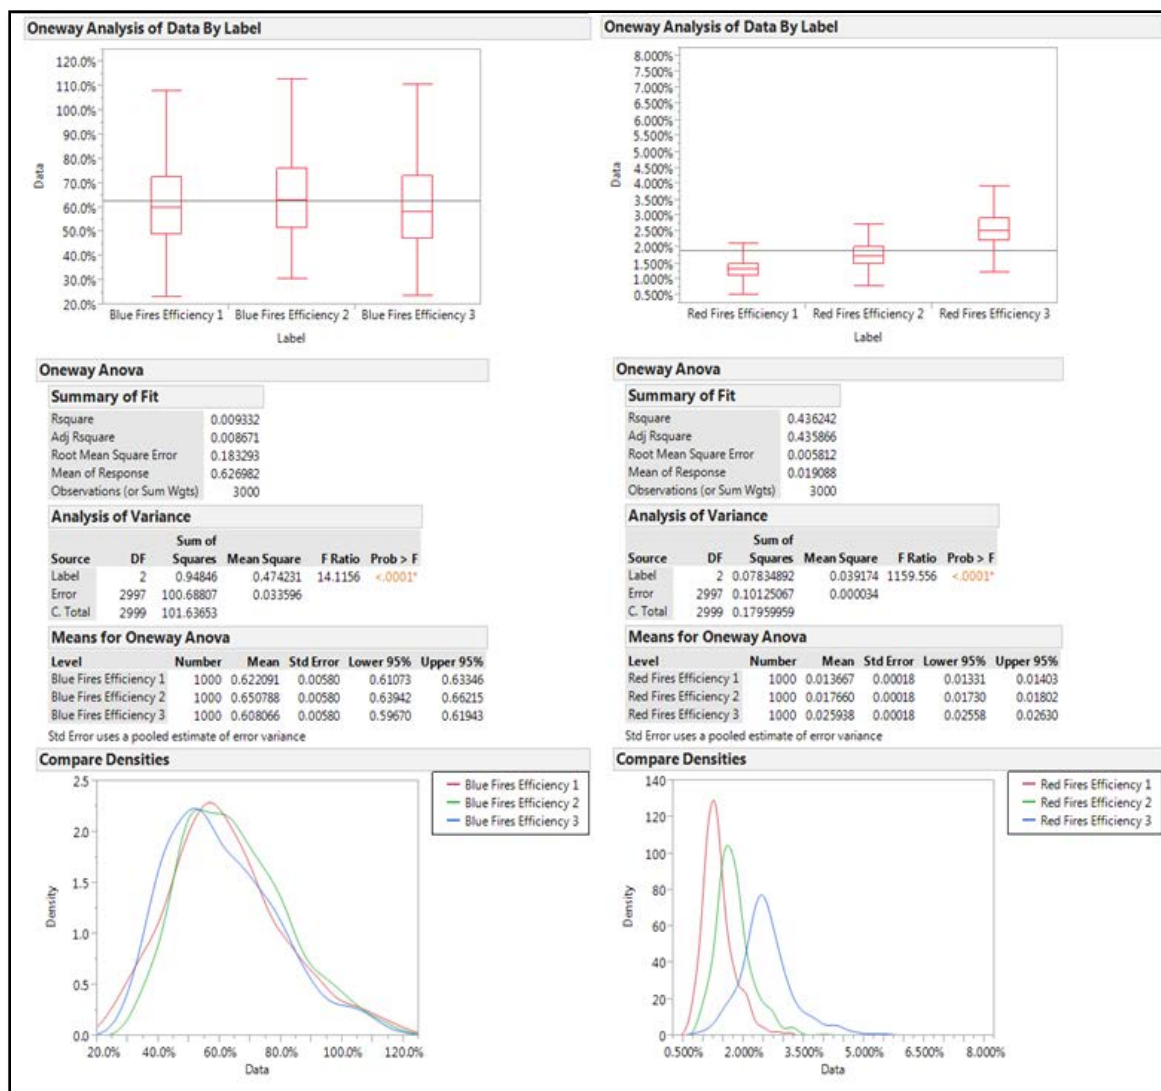 Oneway Analysis of Data By Label
120.0%
110.0%
100.0%
90.0%
80.0%
70.0%
60.0%
50.0%
40.0%
30.0%
20.0%
Data
Blue Fires Efficiency 1 Blue Fires Efficiency 2 Blue Fires Efficiency 3
Label
Oneway Anova
Summary of Fit
Rsquare 0.009332
Adj Rsquare 0.008671
Root Mean Square Error 0.183293
Mean of Response 0.626982
Observations (or Sum Wgts) 3000
Analysis of Variance
Sum of
Source DF Squares Mean Square F Ratio Prob > F
Label 2 0.94846 0.474231 14.1156 <.0001*
Error 2997 100.68807 0.033596
C. Total 2999 101.63653
Means for Oneway Anova
Level Number Mean Std Error Lower 95% Upper 95%
Blue Fires Efficiency 1 1000 0.622091 0.00580 0.61073 0.63346
Blue Fires Efficiency 2 1000 0.650788 0.00580 0.63942 0.66215
Blue Fires Efficiency 3 1000 0.608066 0.00580 0.59670 0.61943
Std Error uses a pooled estimate of error variance
Compare Densities
2.5
2.0
1.5
1.0
0.5
0.0
Density
20.0% 40.0% 60.0% 80.0% 100.0% 120.0%
Data
Blue Fires Efficiency 1
Blue Fires Efficiency 2
Blue Fires Efficiency 3
Oneway Analysis of Data By Label
8.000%
7.500%
7.000%
6.500%
6.000%
5.500%
5.000%
4.500%
4.000%
3.500%
3.000%
2.500%
2.000%
1.500%
1.000%
0.500%
Data
Red Fires Efficiency 1 Red Fires Efficiency 2 Red Fires Efficiency 3
Label
Oneway Anova
Summary of Fit
Rsquare 0.436242
Adj Rsquare 0.435866
Root Mean Square Error 0.005812
Mean of Response 0.019088
Observations (or Sum Wgts) 3000
Analysis of Variance
Sum of
Source DF Squares Mean Square F Ratio Prob > F
Label 2 0.07834892 0.039174 1159.556 <.0001*
Error 2997 0.10125067 0.000034
C. Total 2999 0.17959959
Means for Oneway Anova
Level Number Mean Std Error Lower 95% Upper 95%
Red Fires Efficiency 1 1000 0.013667 0.00018 0.01331 0.01403
Red Fires Efficiency 2 1000 0.017660 0.00018 0.01730 0.01802
Red Fires Efficiency 3 1000 0.025938 0.00018 0.02558 0.02630
Std Error uses a pooled estimate of error variance
Compare Densities
140
120
100
80
60
40
20
0
Density
0.500% 2.000% 3.500% 5.000% 6.500% 8.000%
Data
Red Fires Efficiency 1
Red Fires Efficiency 2
Red Fires Efficiency 3